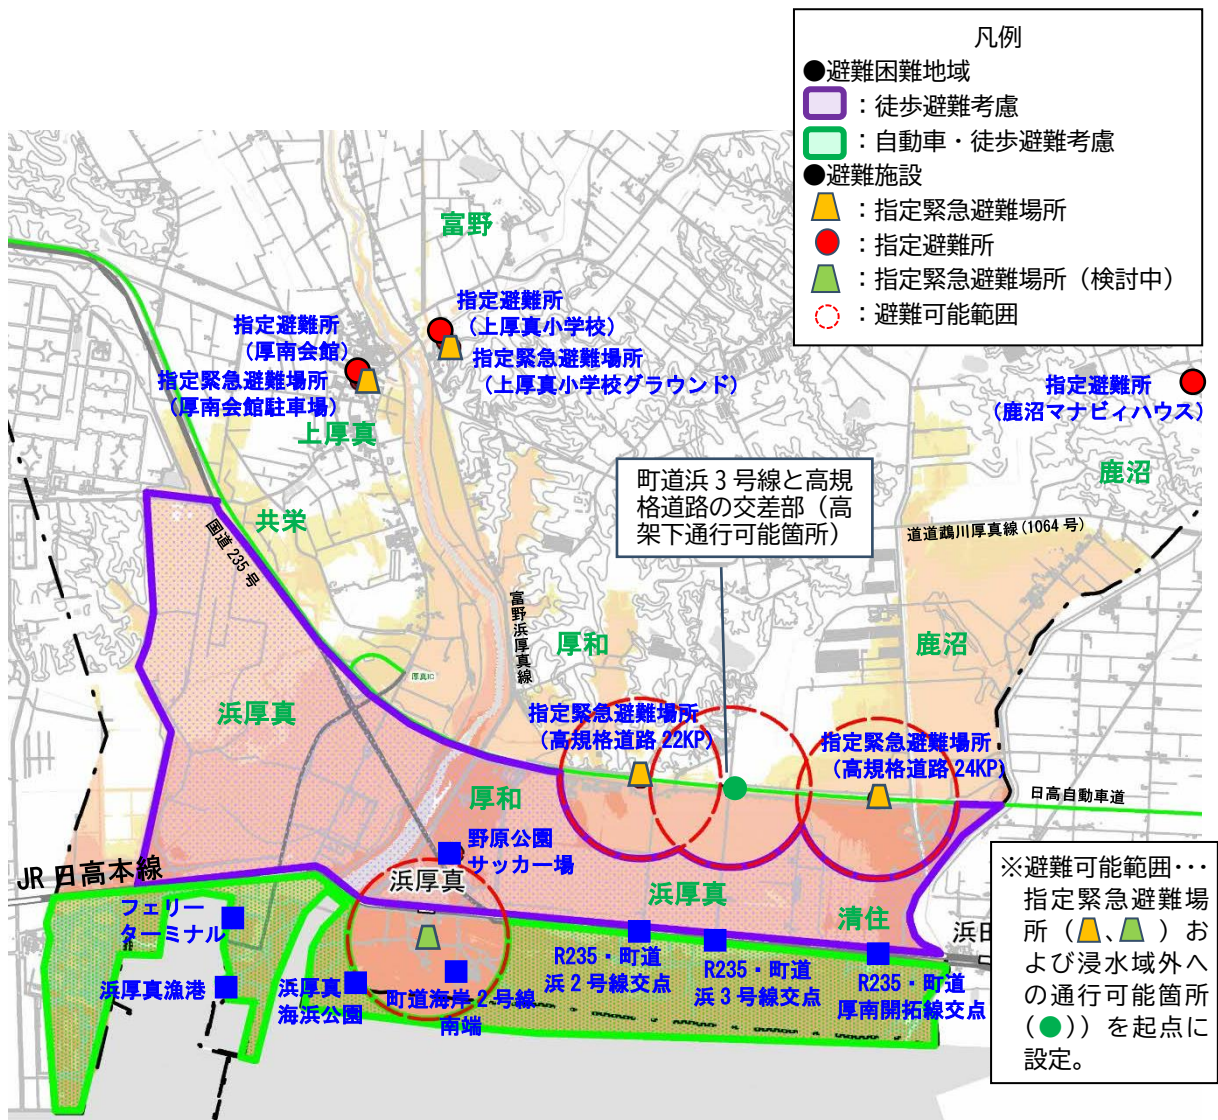 凡例
●避難困難地域
：徒歩避難考慮
：自動車・徒歩避難考慮
●避難施設
：指定緊急避難場所
：指定避難所
：指定緊急避難場所（検討中）
：避難可能範囲
富野
指定避難所
（上厚真小学校）
指定緊急避難場所
（上厚真小学校グラウンド）
指定避難所
（厚南会館）
指定緊急避難場所
（厚南会館駐車場）
上厚真
指定避難所
（鹿沼マナビィハウス）
鹿沼
町道浜３号線と高規
格道路の交差部（高
架下通行可能箇所）
共栄
国道235号
道道鵡川厚真線(1064号)
富野浜厚真線
厚和
鹿沼
厚真IC
浜厚真
指定緊急避難場所
（高規格道路22KP）
指定緊急避難場所
（高規格道路24KP）
日高自動車道
厚和
野原公園
サッカー場
JR日高本線
浜厚真
浜厚真
清住
浜田
フェリー
ターミナル
浜厚真漁港
浜厚真
海浜公園
町道海岸2号線
南端
R235・町道
浜2号線交点
R235・町道
浜3号線交点
R235・町道
厚南開拓線交点
※避難可能範囲･･･
指定緊急避難場
所（、）お
よび浸水域外へ
の通行可能箇所
（●））を起点に
設定。